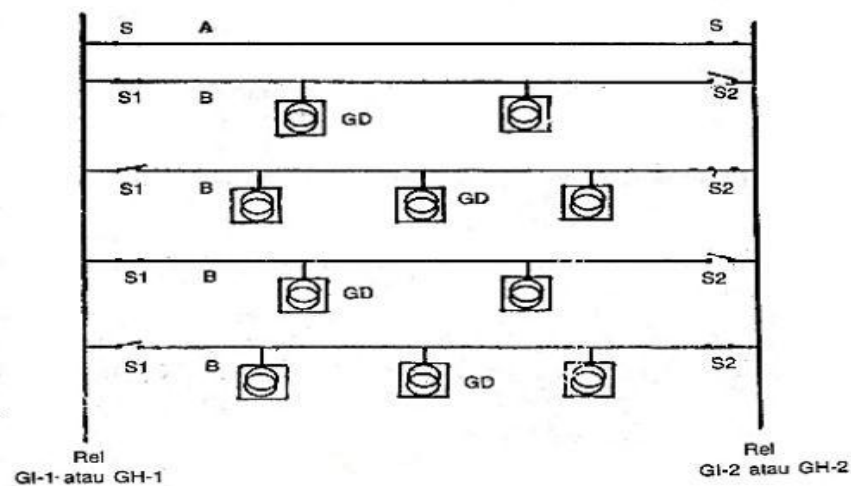 S A S
S1 B S2
GD
S1 B S2
GD
S1 B S2
GD
S1 B S2
GD
Rel
GI-1 atau GH-1
Rel
GI-2 atau GH-2